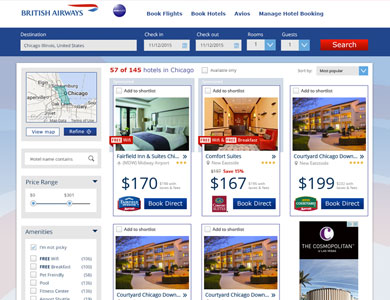 BRITISH AIRWAYS
Book Flights Book Hotels Avios Manage Hotel Booking
Destination Check in Check out Rooms Guests
Chicago Illinois, United States 11/12/2015 11/12/2015 1 1 Search
57 of 145 hotels in Chicago Available only Sort by: Most popular
Chicago
View map Refine
Hotel name contains
Price Range
$0 $301
Amenities
I'm not picky
FREE Wifi
FREE Breakfast
Pet Friendly
Pool
Fitness Center
Airport Shuttle
Add to shortlist Add to shortlist Add to shortlist
FREE Wifi FREE Wifi & Breakfast
Fairfield Inn & Suites Chi... Comfort Suites Courtyard Chicago Down...
(MDW) Midway Airport New Eastside New Eastside
$187 Save 15%
$170 $167 $199
Book Direct Book Direct Book Direct
Add to shortlist Add to shortlist
Courtyard Chicago Down... Courtyard Chicago Down...
THE COSMOPOLITAN